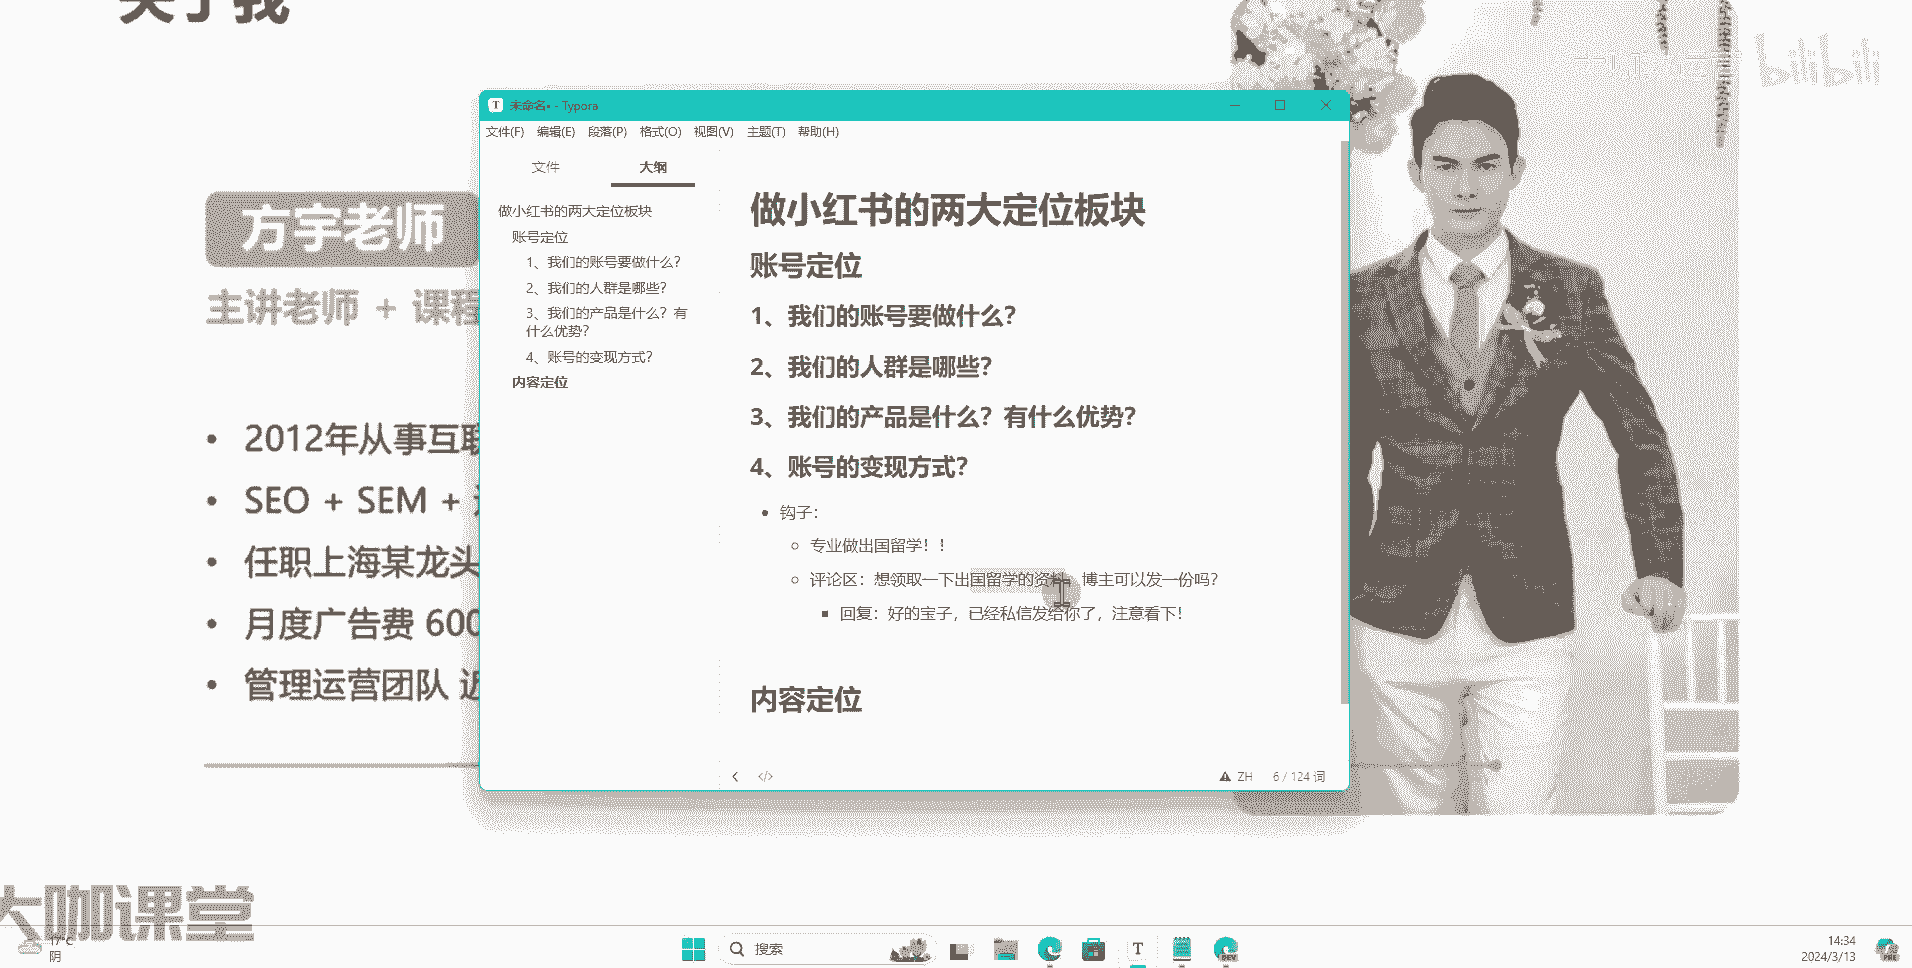 关于我
bilibili
方宇老师
主讲老师 + 课程
2012年从事互联
SEO + SEM +
任职上海某龙头
月度广告费 600
管理运营团队 近
未命名• - Typora
文件(F) 编辑(E) 段落(P) 格式(O) 视图(V) 主题(T) 帮助(H)
文件 大纲
做小红书的两大定位板块
账号定位
1、我们的账号要做什么?
2、我们的人群是哪些?
3、我们的产品是什么? 有
什么优势?
4、账号的变现方式?
内容定位
做小红书的两大定位板块
账号定位
1、我们的账号要做什么?
2、我们的人群是哪些?
3、我们的产品是什么? 有什么优势?
4、账号的变现方式?
钩子:
专业做出国留学! !
评论区: 想领取一下出国留学的资料, 博主可以发一份吗?
回复: 好的宝子, 已经私信发给你了, 注意看下!
内容定位
</> ZH 6 / 124 词
大咖课堂
17°C
阴
搜索
T
DEV
14:34
2024/3/13
PRE